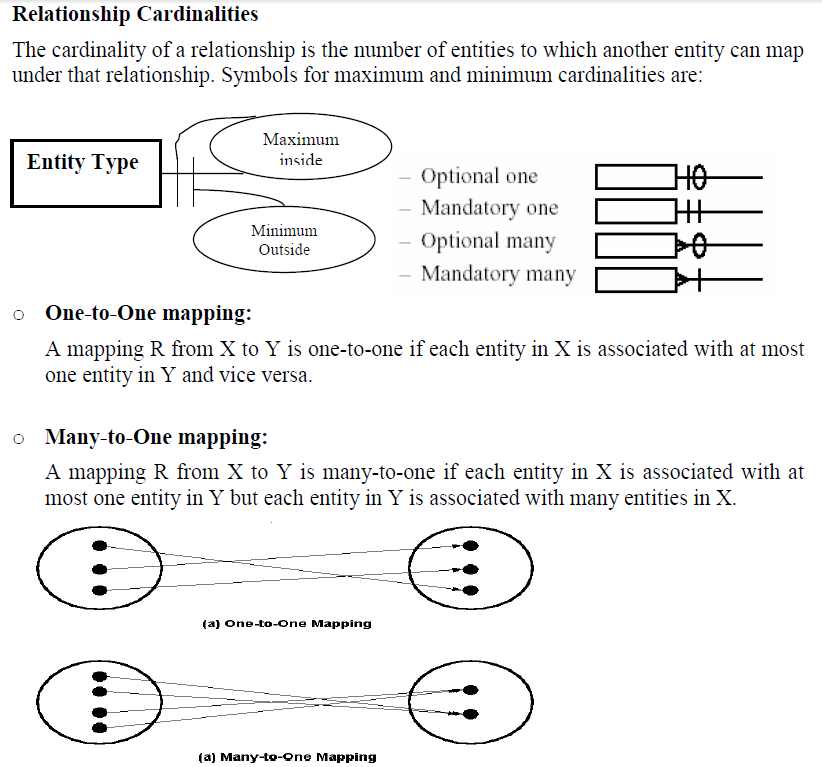 Relationship Cardinalities
The cardinality of a relationship is the number of entities to which another entity can map
under that relationship. Symbols for maximum and minimum cardinalities are:
Entity Type
Maximum
inside
Minimum
Outside
– Optional one
– Mandatory one
– Optional many
– Mandatory many
o One-to-One mapping:
A mapping R from X to Y is one-to-one if each entity in X is associated with at most
one entity in Y and vice versa.
o Many-to-One mapping:
A mapping R from X to Y is many-to-one if each entity in X is associated with at
most one entity in Y but each entity in Y is associated with many entities in X.
(a) One-to-One Mapping
(a) Many-to-One Mapping